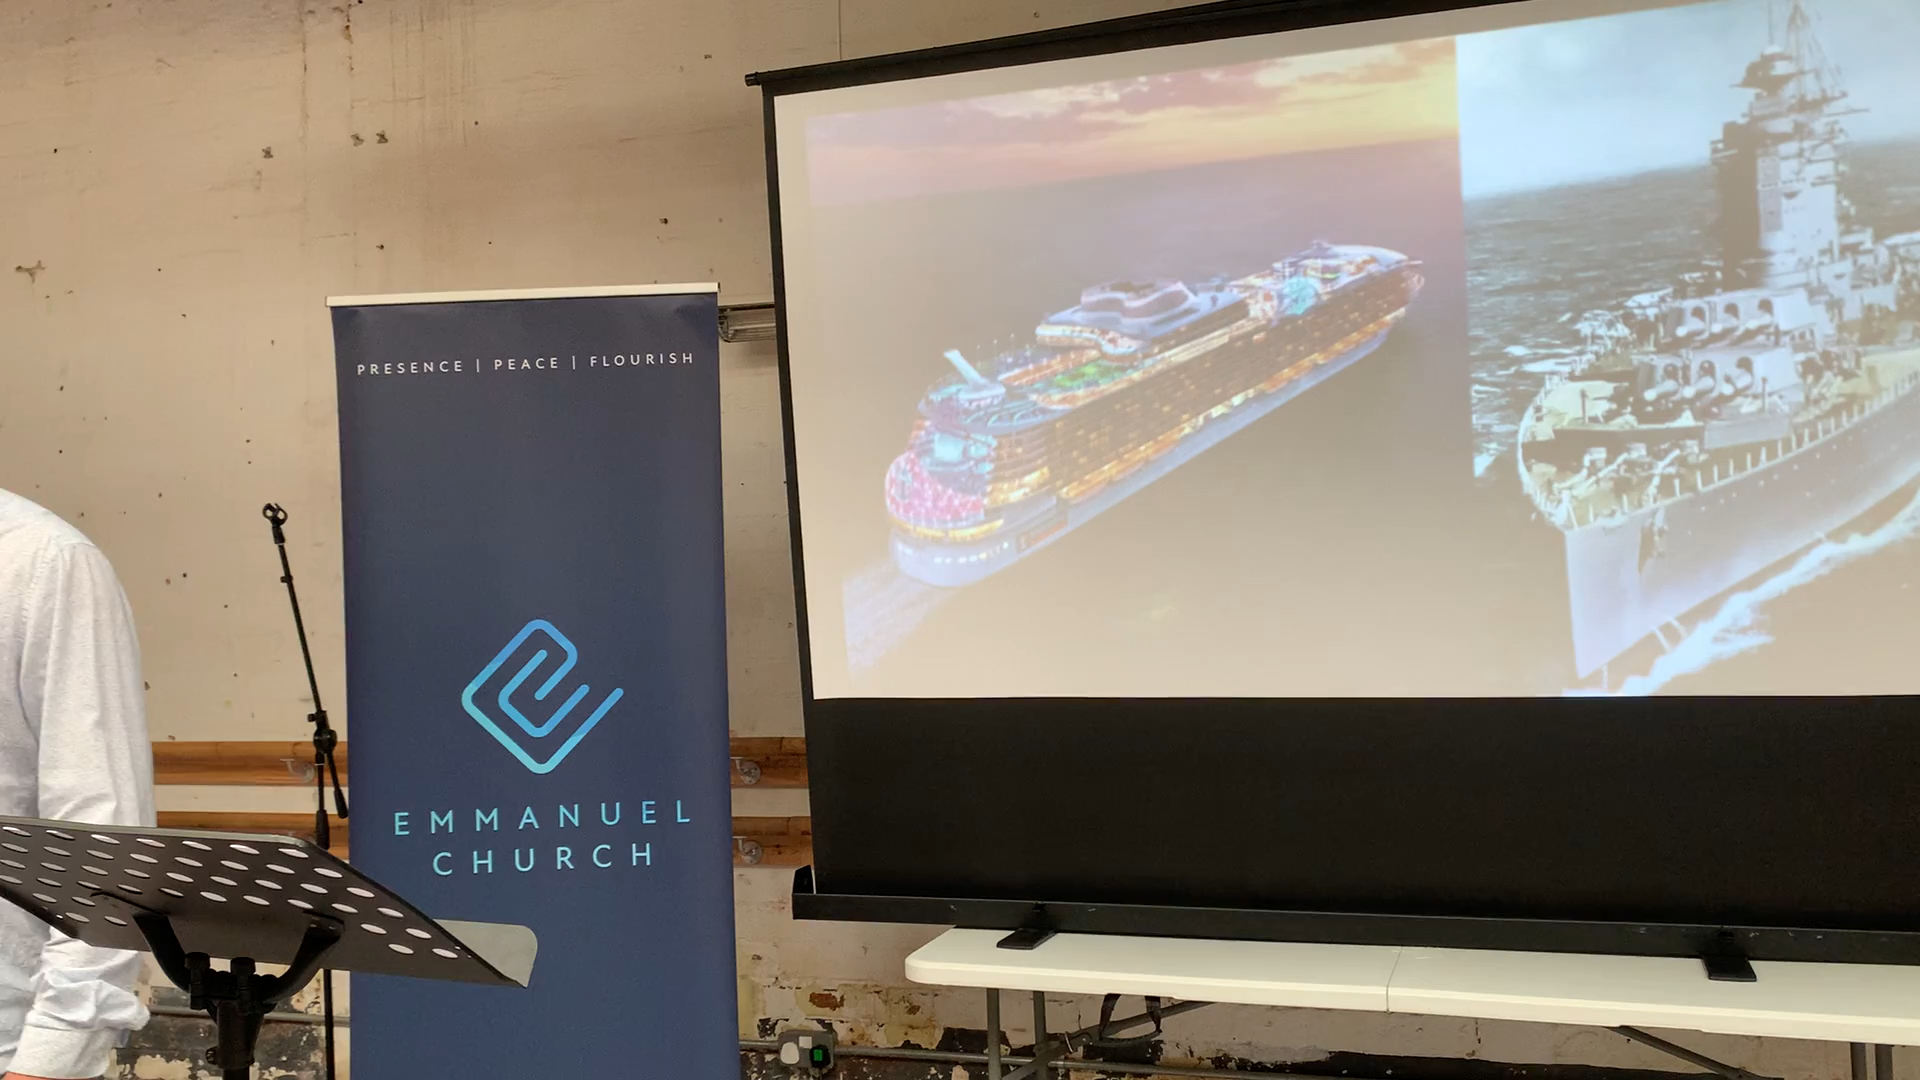 PRESENCE | PEACE | FLOURISH
EMMANUEL
CHURCH